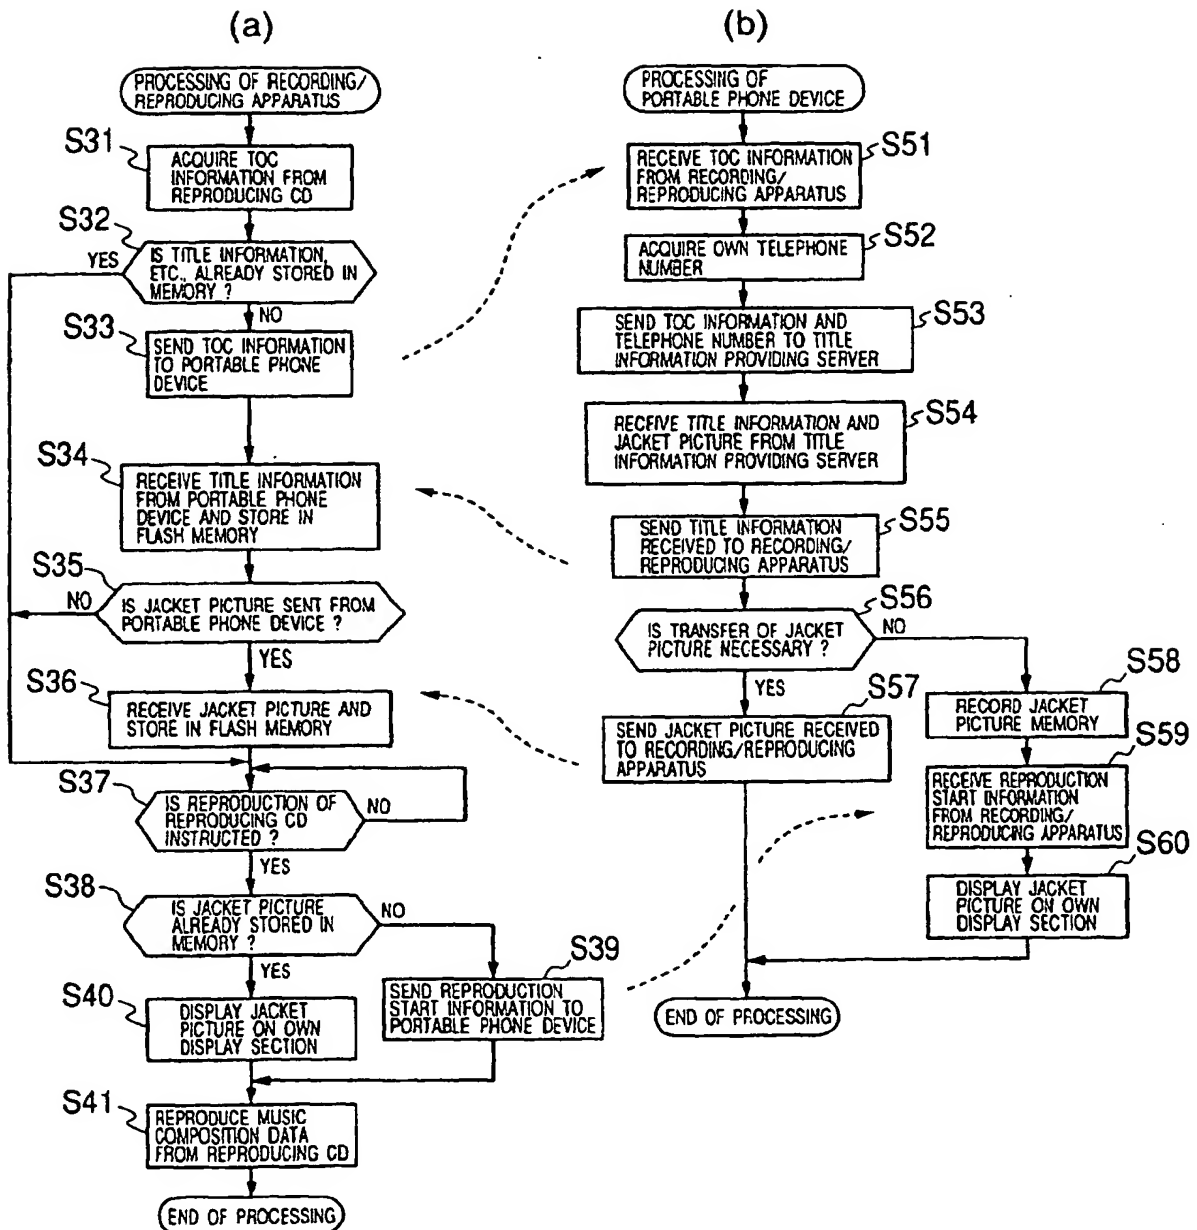 (a)
PROCESSING OF RECORDING/
REPRODUCING APPARATUS
S31
ACQUIRE TOC
INFORMATION FROM
REPRODUCING CD
S32
YES
IS TITLE INFORMATION,
ETC., ALREADY STORED IN
MEMORY ?
NO
S33
SEND TOC INFORMATION
TO PORTABLE PHONE
DEVICE
S34
RECEIVE TITLE INFORMATION
FROM PORTABLE PHONE
DEVICE AND STORE IN
FLASH MEMORY
S35
NO
IS JACKET PICTURE SENT FROM
PORTABLE PHONE DEVICE ?
YES
S36
RECEIVE JACKET PICTURE AND
STORE IN FLASH MEMORY
S37
IS REPRODUCTION OF
REPRODUCING CD
INSTRUCTED ?
NO
YES
S38
IS JACKET PICTURE
ALREADY STORED IN
MEMORY ?
NO
YES
S39
SEND REPRODUCTION
START INFORMATION TO
PORTABLE PHONE DEVICE
S40
DISPLAY JACKET
PICTURE ON OWN
DISPLAY SECTION
S41
REPRODUCE MUSIC
COMPOSITION DATA
FROM REPRODUCING CD
END OF PROCESSING
(b)
PROCESSING OF
PORTABLE PHONE DEVICE
S51
RECEIVE TOC INFORMATION
FROM RECORDING/
REPRODUCING APPARATUS
S52
ACQUIRE OWN TELEPHONE
NUMBER
S53
SEND TOC INFORMATION AND
TELEPHONE NUMBER TO TITLE
INFORMATION PROVIDING SERVER
S54
RECEIVE TITLE INFORMATION AND
JACKET PICTURE FROM TITLE
INFORMATION PROVIDING SERVER
S55
SEND TITLE INFORMATION
RECEIVED TO RECORDING/
REPRODUCING APPARATUS
S56
IS TRANSFER OF JACKET
PICTURE NECESSARY ?
NO
YES
S57
SEND JACKET PICTURE RECEIVED
TO RECORDING/REPRODUCING
APPARATUS
S58
RECORD JACKET
PICTURE MEMORY
S59
RECEIVE REPRODUCTION
START INFORMATION
FROM RECORDING/
REPRODUCING APPARATUS
S60
DISPLAY JACKET
PICTURE ON OWN
DISPLAY SECTION
END OF PROCESSING